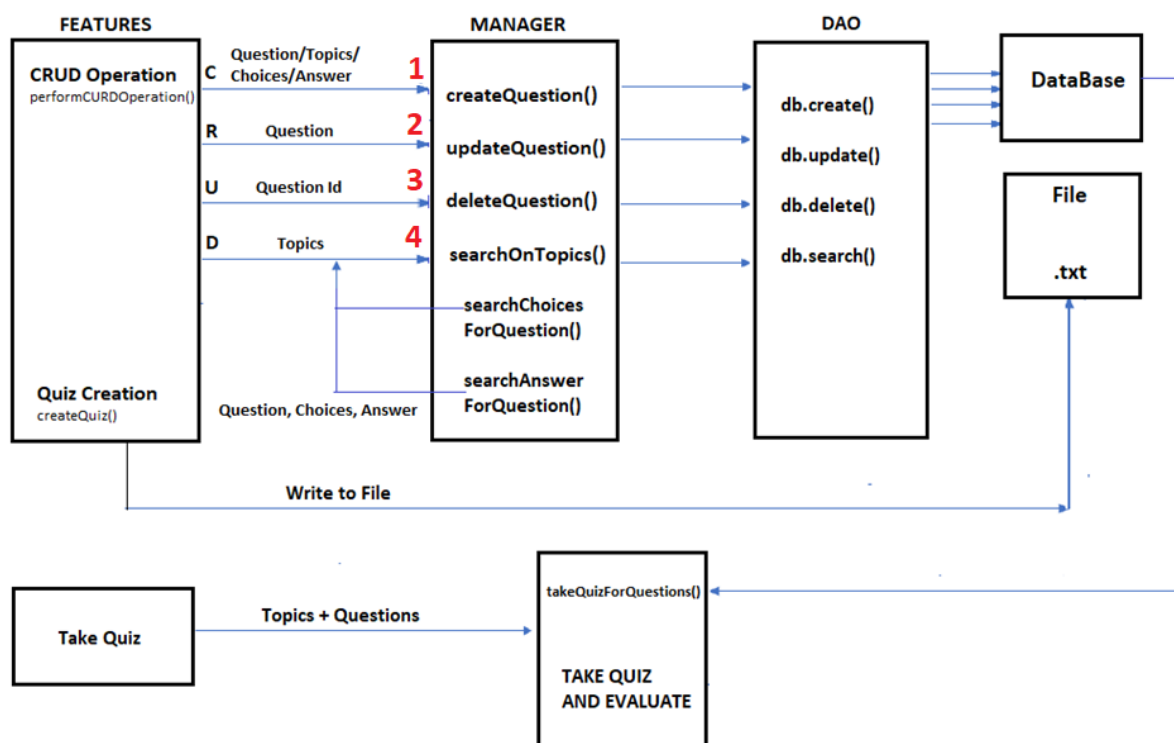 FEATURES
MANAGER
DAO
CRUD Operation
performCURDOperation()
C
Question/Topics/
Choices/Answer
1
R
Question
2
U
Question Id
3
D
Topics
4
Quiz Creation
createQuiz()
Question, Choices, Answer
createQuestion()
updateQuestion()
deleteQuestion()
searchOnTopics()
searchChoices
ForQuestion()
searchAnswer
ForQuestion()
db.create()
db.update()
db.delete()
db.search()
DataBase
File
.txt
Write to File
Take Quiz
Topics + Questions
takeQuizForQuestions()
TAKE QUIZ
AND EVALUATE